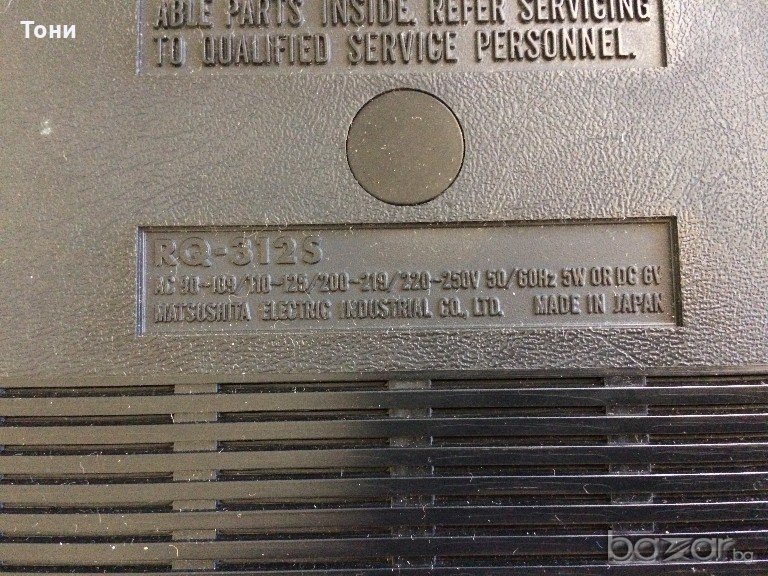 Тони
ABLE PARTS INSIDE. REFER SERVICING
TO QUALIFIED SERVICE PERSONNEL.
RQ-312S
AC 90~109/110~125/200~219/220~250V 50/60Hz 5W OR DC 6V
MATSUSHITA ELECTRIC INDUSTRIAL CO., LTD. MADE IN JAPAN
bazar.bg